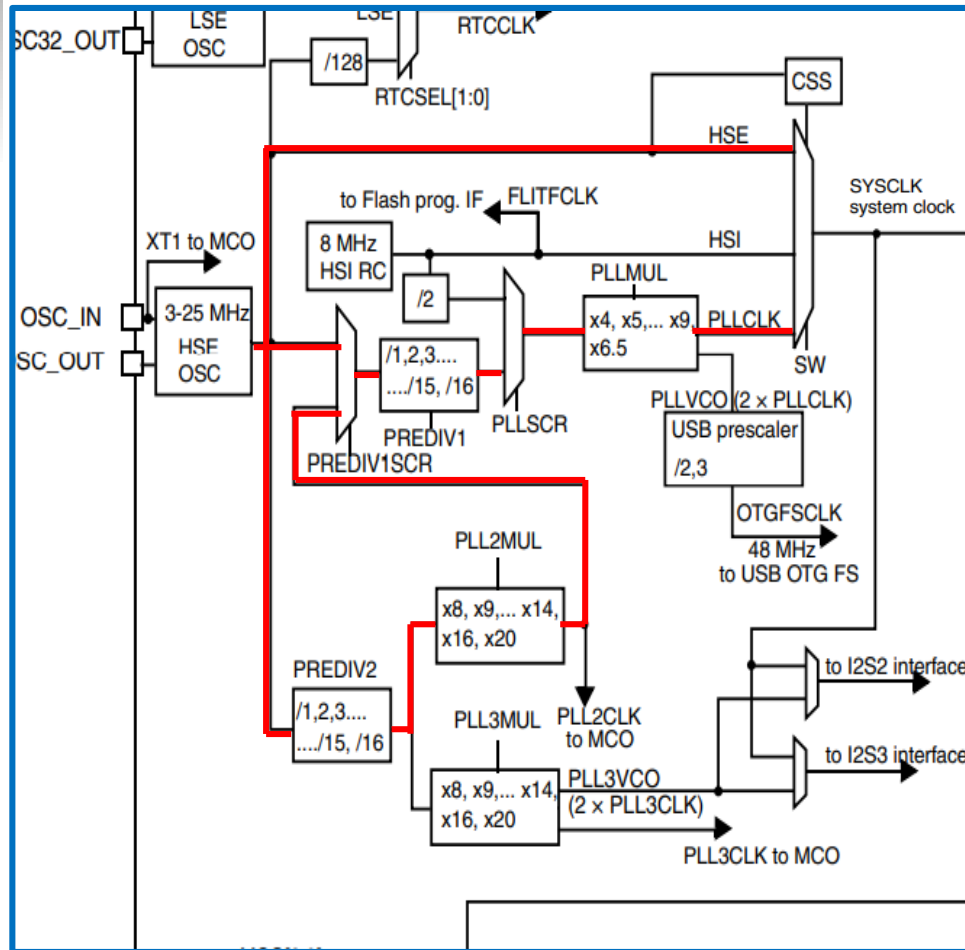 LSE
OSC
SC32_OUT
LSE
RTCCLK
/128
RTCSEL[1:0]
CSS
HSE
SYSCLK
system clock
to Flash prog. IF
FLITFCLK
8 MHz
HSI RC
HSI
XT1 to MCO
/2
PLLMUL
OSC_IN
3-25 MHz
HSE
OSC
SC_OUT
x4, x5,... x9,
x6.5
PLLCLK
/1,2,3....
..../15, /16
SW
PLLSCR
PREDIV1
PREDIV1SCR
PLLVCO (2 × PLLCLK)
USB prescaler
/2,3
OTGFSCLK
48 MHz
to USB OTG FS
PLL2MUL
x8, x9,... x14,
x16, x20
PREDIV2
/1,2,3....
..../15, /16
PLL2CLK
to MCO
to I2S2 interface
PLL3MUL
x8, x9,... x14,
x16, x20
PLL3VCO
(2 × PLL3CLK)
to I2S3 interface
PLL3CLK to MCO